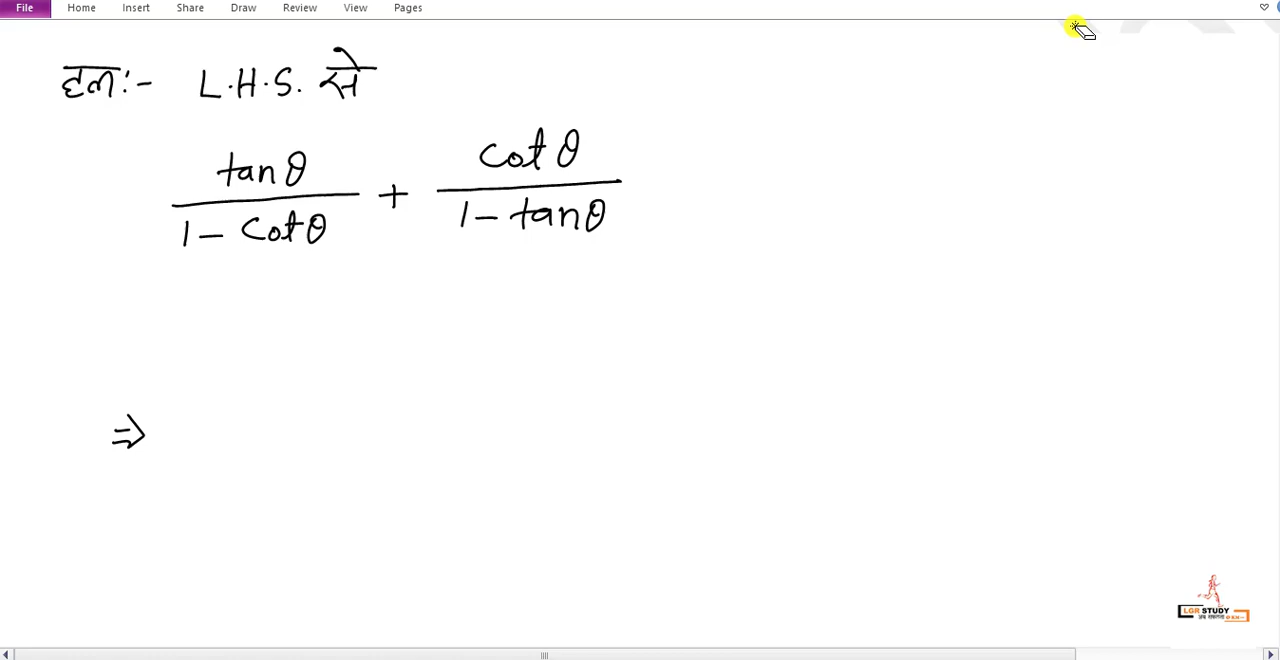 File Home Insert Share Draw Review View Pages
हलः- L.H.S. से
tanθ / 1 - cotθ + cotθ / 1 - tanθ
⇒
LGR STUDY